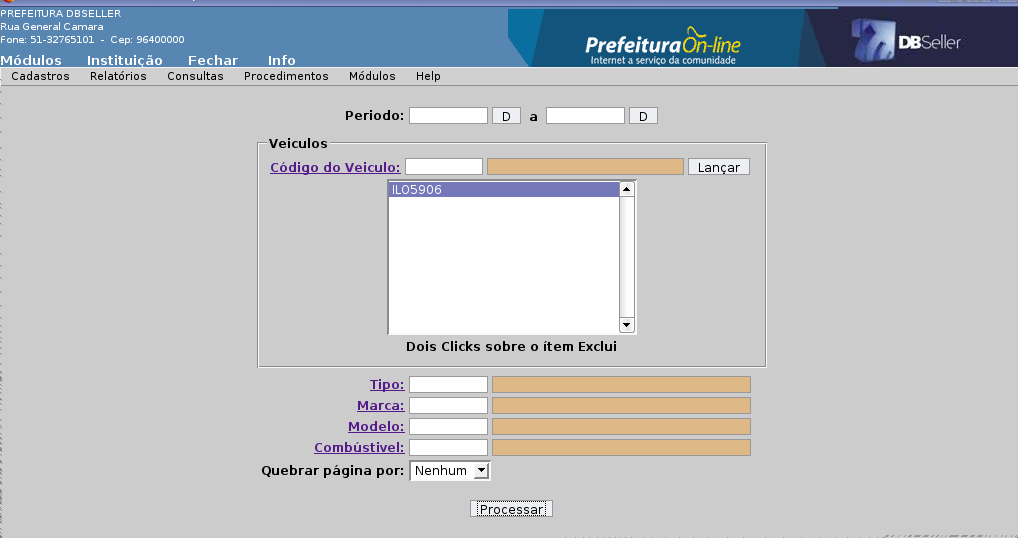 PREFEITURA DBSELLER
Rua General Camara
Fone: 51-32765101 - Cep: 96400000
Módulos Instituição Fechar Info
PrefeituraOn-line
Internet a serviço da comunidade
DBSeller
Cadastros Relatórios Consultas Procedimentos Módulos Help
Periodo: D a D
Veiculos
Código do Veiculo: Lançar
ILO5906
Dois Clicks sobre o ítem Exclui
Tipo:
Marca:
Modelo:
Combústivel:
Quebrar página por: Nenhum
Processar